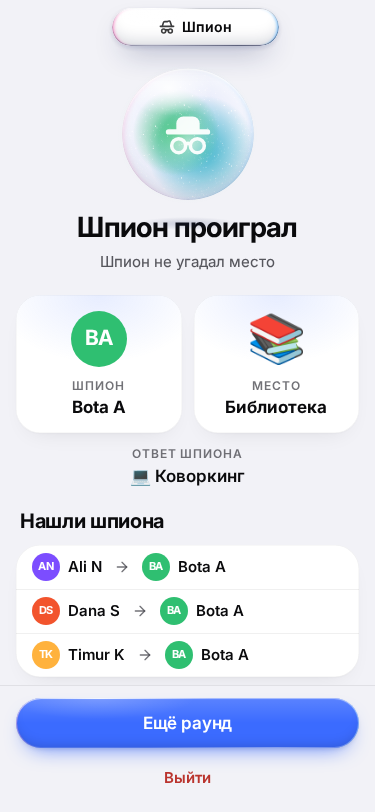 Шпион
Шпион проиграл
Шпион не угадал место
BA
ШПИОН
Bota A
МЕСТО
Библиотека
ОТВЕТ ШПИОНА
💻 Коворкинг
Нашли шпиона
AN Ali N → BA Bota A
DS Dana S → BA Bota A
TK Timur K → BA Bota A
Ещё раунд
Выйти